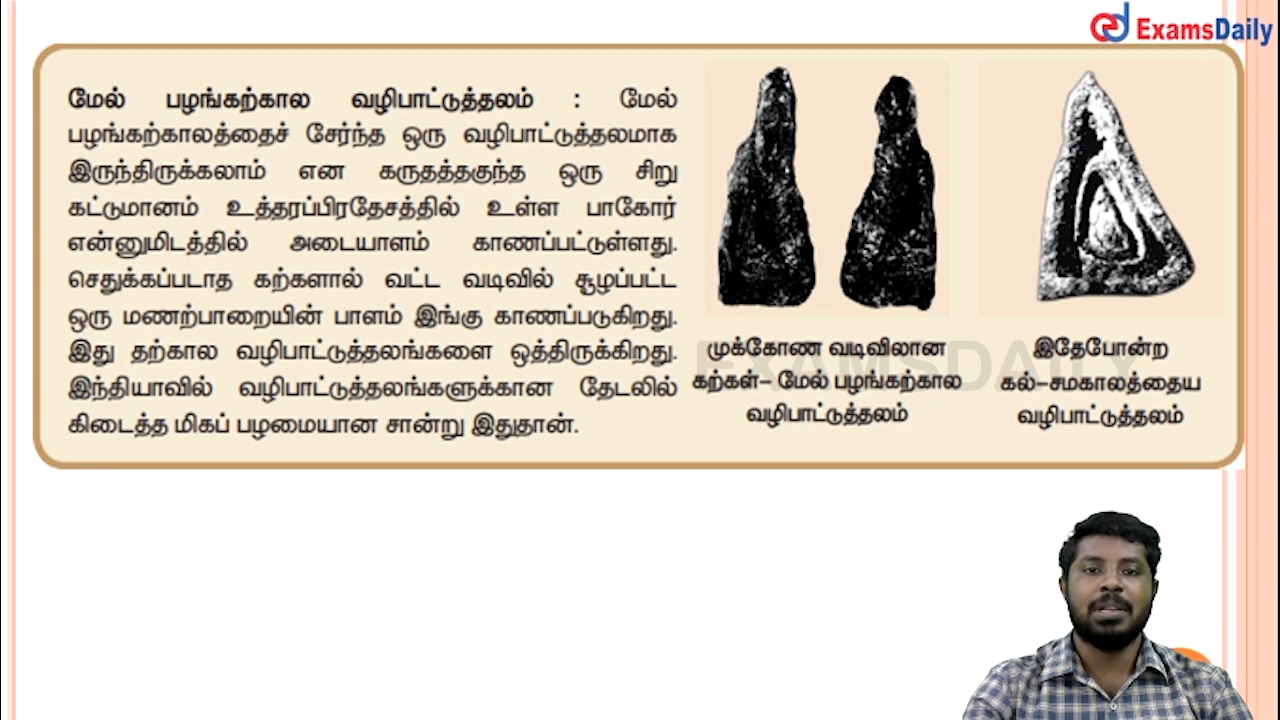 ExamsDaily
மேல் பழங்கற்கால வழிபாட்டுத்தலம் : மேல்
பழங்கற்காலத்தைச் சேர்ந்த ஒரு வழிபாட்டுத்தலமாக
இருந்திருக்கலாம் என கருதத்தகுந்த ஒரு சிறு
கட்டுமானம் உத்தரப்பிரதேசத்தில் உள்ள பாகோர்
என்னுமிடத்தில் அடையாளம் காணப்பட்டுள்ளது.
செதுக்கப்படாத கற்களால் வட்ட வடிவில் சூழப்பட்ட
ஒரு மணற்பாறையின் பாளம் இங்கு காணப்படுகிறது.
இது தற்கால வழிபாட்டுத்தலங்களை ஒத்திருக்கிறது.
இந்தியாவில் வழிபாட்டுத்தலங்களுக்கான தேடலில்
கிடைத்த மிகப் பழமையான சான்று இதுதான்.
முக்கோண வடிவிலான
கற்கள்– மேல் பழங்கற்கால
வழிபாட்டுத்தலம்
இதேபோன்ற
கல்–சமகாலத்தைய
வழிபாட்டுத்தலம்
EXAMSDAILY